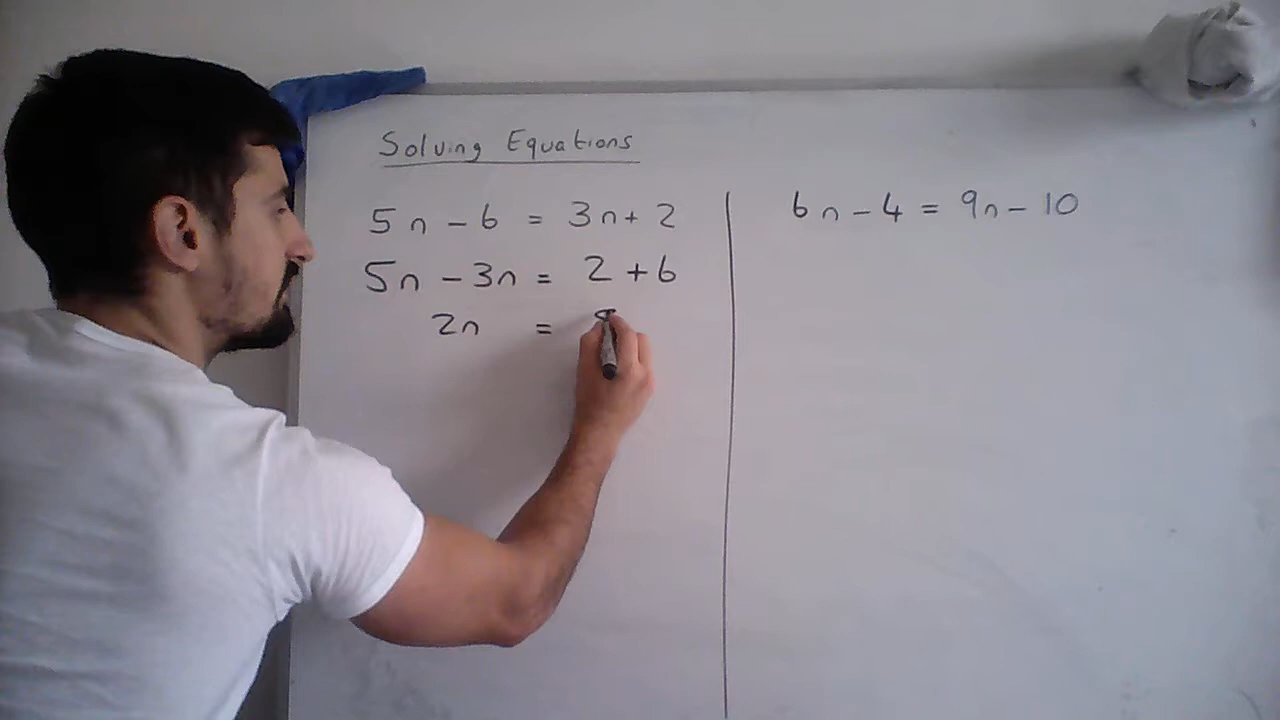 Solving Equations
5n - 6 = 3n + 2
5n - 3n = 2 + 6
2n =
6n - 4 = 9n - 10